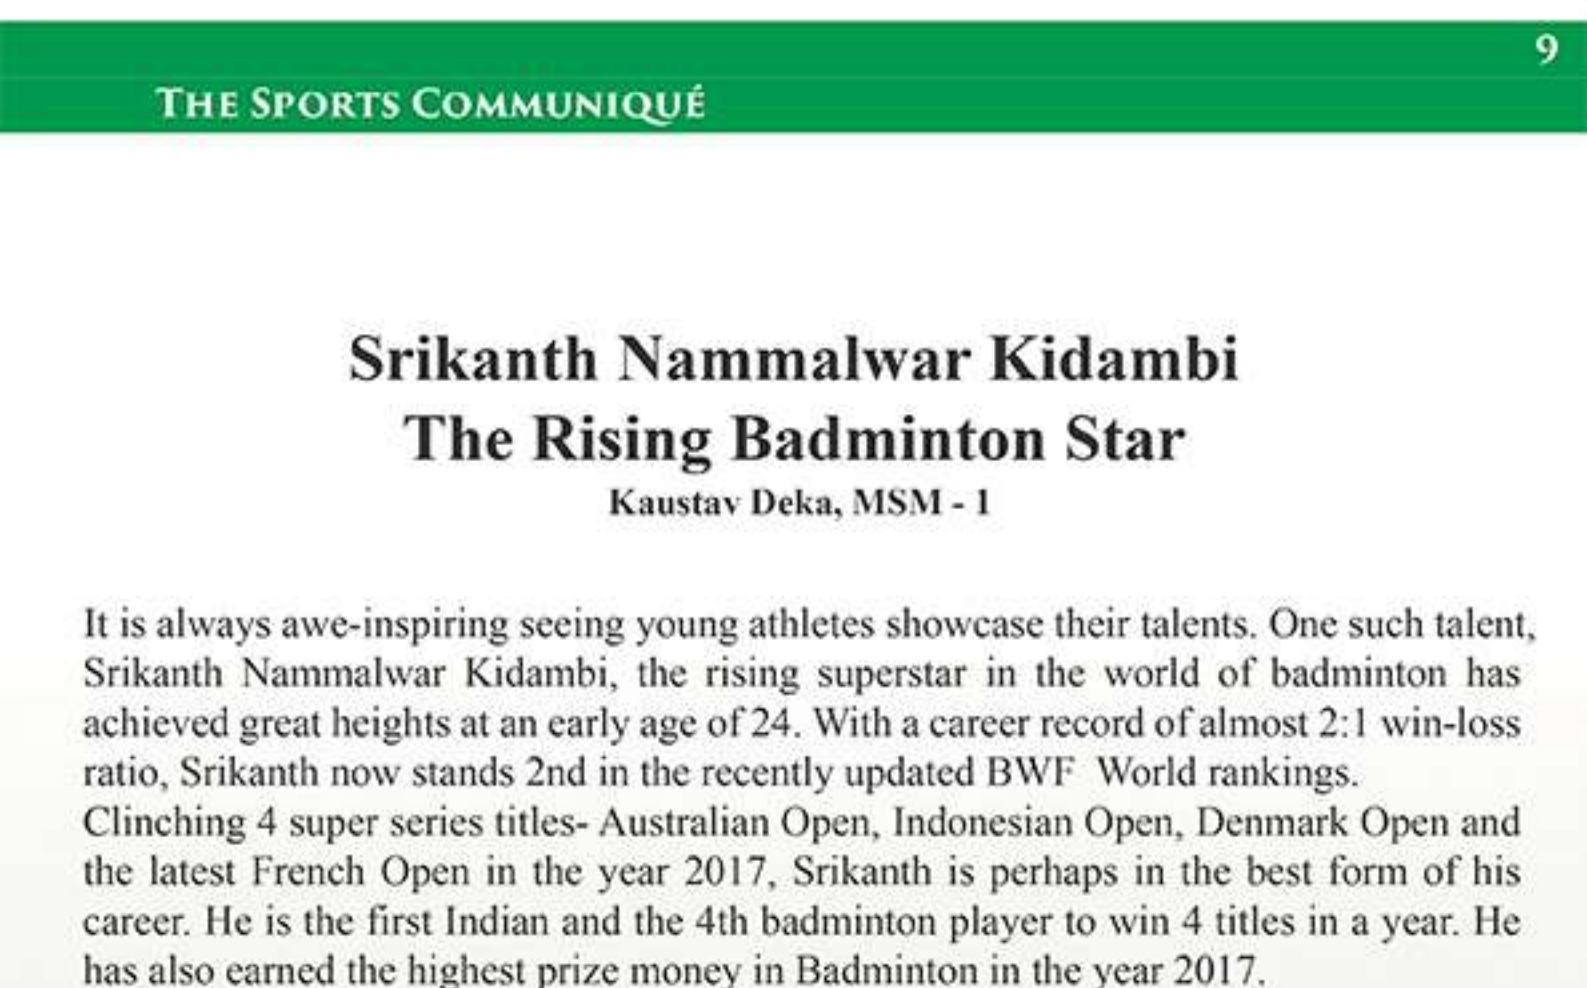 9
THE SPORTS COMMUNIQUÉ
Srikanth Nammalwar Kidambi
The Rising Badminton Star
Kaustav Deka, MSM - 1
It is always awe-inspiring seeing young athletes showcase their talents. One such talent,
Srikanth Nammalwar Kidambi, the rising superstar in the world of badminton has
achieved great heights at an early age of 24. With a career record of almost 2:1 win-loss
ratio, Srikanth now stands 2nd in the recently updated BWF World rankings.
Clinching 4 super series titles- Australian Open, Indonesian Open, Denmark Open and
the latest French Open in the year 2017, Srikanth is perhaps in the best form of his
career. He is the first Indian and the 4th badminton player to win 4 titles in a year. He
has also earned the highest prize money in Badminton in the year 2017.